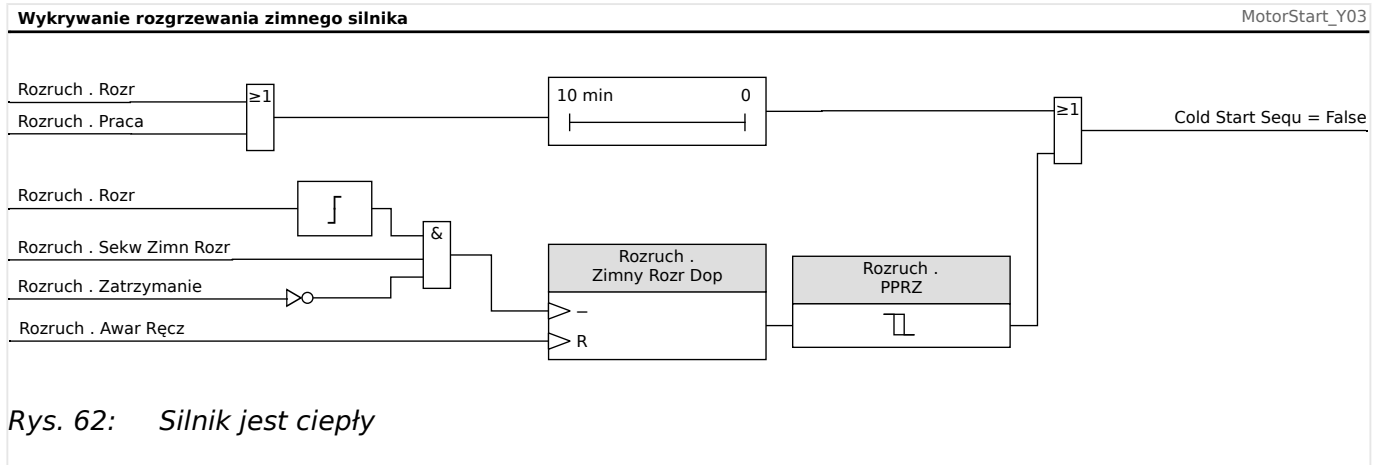 Wykrywanie rozgrzewania zimnego silnika
MotorStart_Y03
Rozruch . Rozr
≥1
Rozruch . Praca
10 min 0
≥1
Cold Start Sequ = False
Rozruch . Rozr
&
Rozruch . Sekw Zimn Rozr
Rozruch . Zatrzymanie
Rozruch . Awar Ręcz
Rozruch .
Zimny Rozr Dop
–
R
Rozruch .
PPRZ
Rys. 62: Silnik jest ciepły